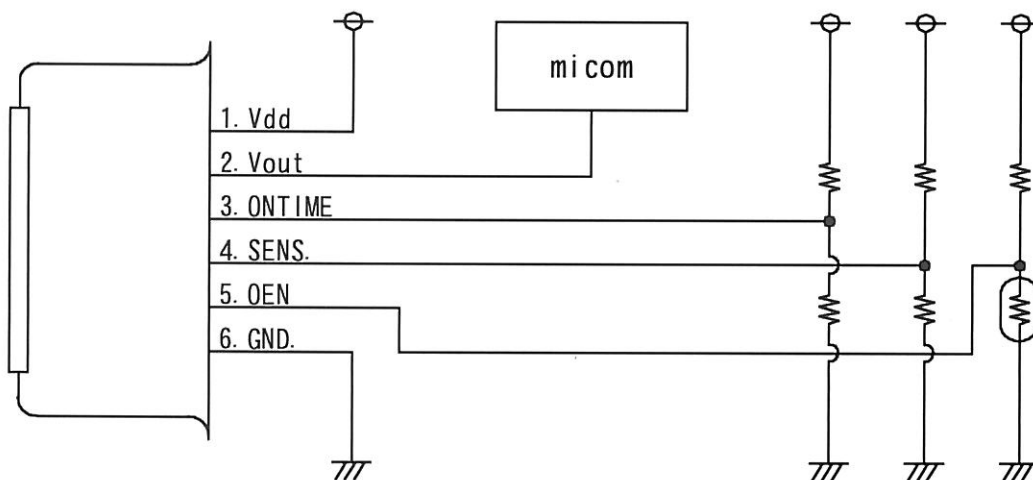 micom
1. Vdd
2. Vout
3. ONTIME
4. SENS.
5. OEN
6. GND.